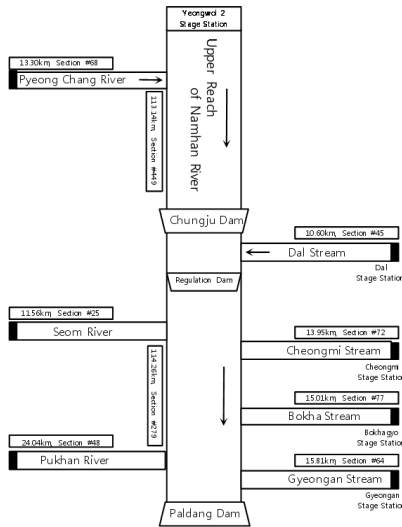 Yeongwol 2
Stage Station
13.30km, Section #68
Pyeong Chang River
113.14km, Section #449
Upper Reach
of Namhan River
Chungju Dam
10.60km, Section #45
Dal Stream
Dal
Stage Station
Regulation Dam
11.56km, Section #25
Seom River
114.26km, Section #279
13.95km, Section #72
Cheongmi Stream
Cheongmi
Stage Station
15.01km, Section #77
Bokha Stream
Bokhagyo
Stage Station
24.04km, Section #48
Pukhan River
15.81km, Section #64
Gyeongan Stream
Gyeongan
Stage Station
Paldang Dam